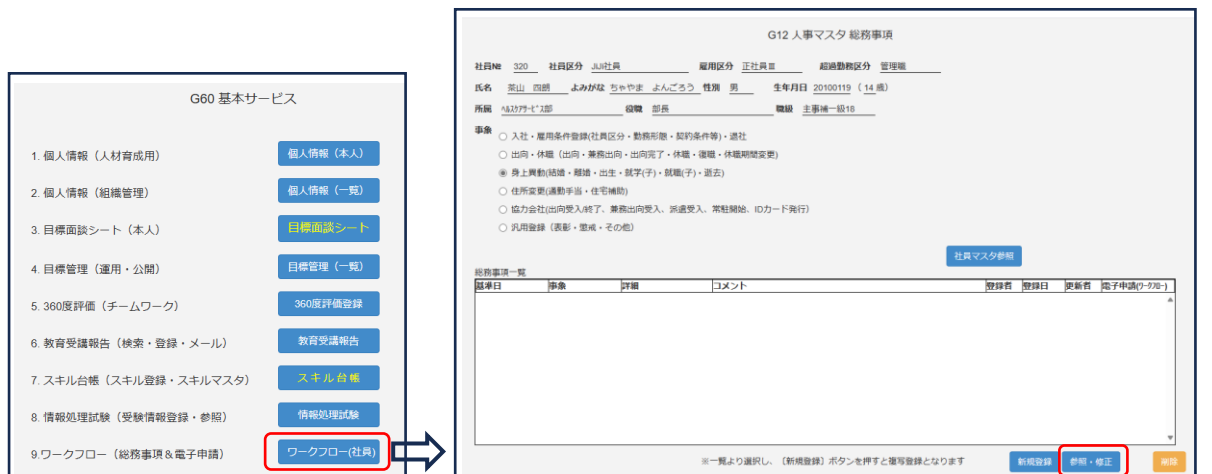 G60 基本サービス
1. 個人情報（人材育成用） 個人情報（本人）
2. 個人情報（組織管理） 個人情報（一覧）
3. 目標面談シート（本人） 目標面談シート
4. 目標管理（運用・公開） 目標管理（一覧）
5. 360度評価（チームワーク） 360度評価登録
6. 教育受講報告（検索・登録・メール） 教育受講報告
7. スキル台帳（スキル登録・スキルマスタ） スキル台帳
8. 情報処理試験（受験情報登録・参照） 情報処理試験
9.ワークフロー（総務事項＆電子申請） ワークフロー(社員)
G12 人事マスタ 総務事項
社員№ 320 社員区分 JIJI社員 雇用区分 正社員Ⅲ 超過勤務区分 管理職
氏名 茶山 四朗 よみがな ちゃやま よんごろう 性別 男 生年月日 20100119 ( 14 歳)
所属 ﾍﾙｽｹｱｻｰﾋﾞｽ部 役職 部長 職級 主事補一級18
事象
入社・雇用条件登録(社員区分・勤務形態・契約条件等)・退社
出向・休職（出向・兼務出向・出向完了・休職・復職・休職期間変更)
身上異動(結婚・離婚・出生・就学(子)・就職(子)・逝去)
住所変更(通勤手当・住宅補助)
協力会社(出向受入/終了、兼務出向受入、派遣受入、常駐開始、IDカード発行)
汎用登録（表彰・懲戒・その他）
社員マスタ参照
総務事項一覧
基準日 事象 詳細 コメント 登録者 登録日 更新者 電子申請(ﾜｰｸﾌﾛｰ)
※一覧より選択し、〔新規登録〕ボタンを押すと複写登録となります 新規登録 参照・修正 削除